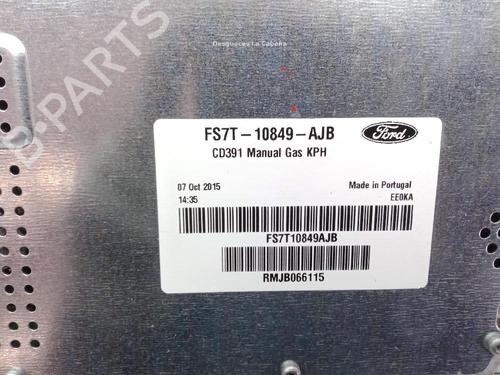 B-PARTS
Desguaces La Cabaña
FS7T-10849-AJB
Ford
CD391 Manual Gas KPH
07 Oct 2015
Made in Portugal
14:35
EE0KA
FS7T10849AJB
RMJB066115